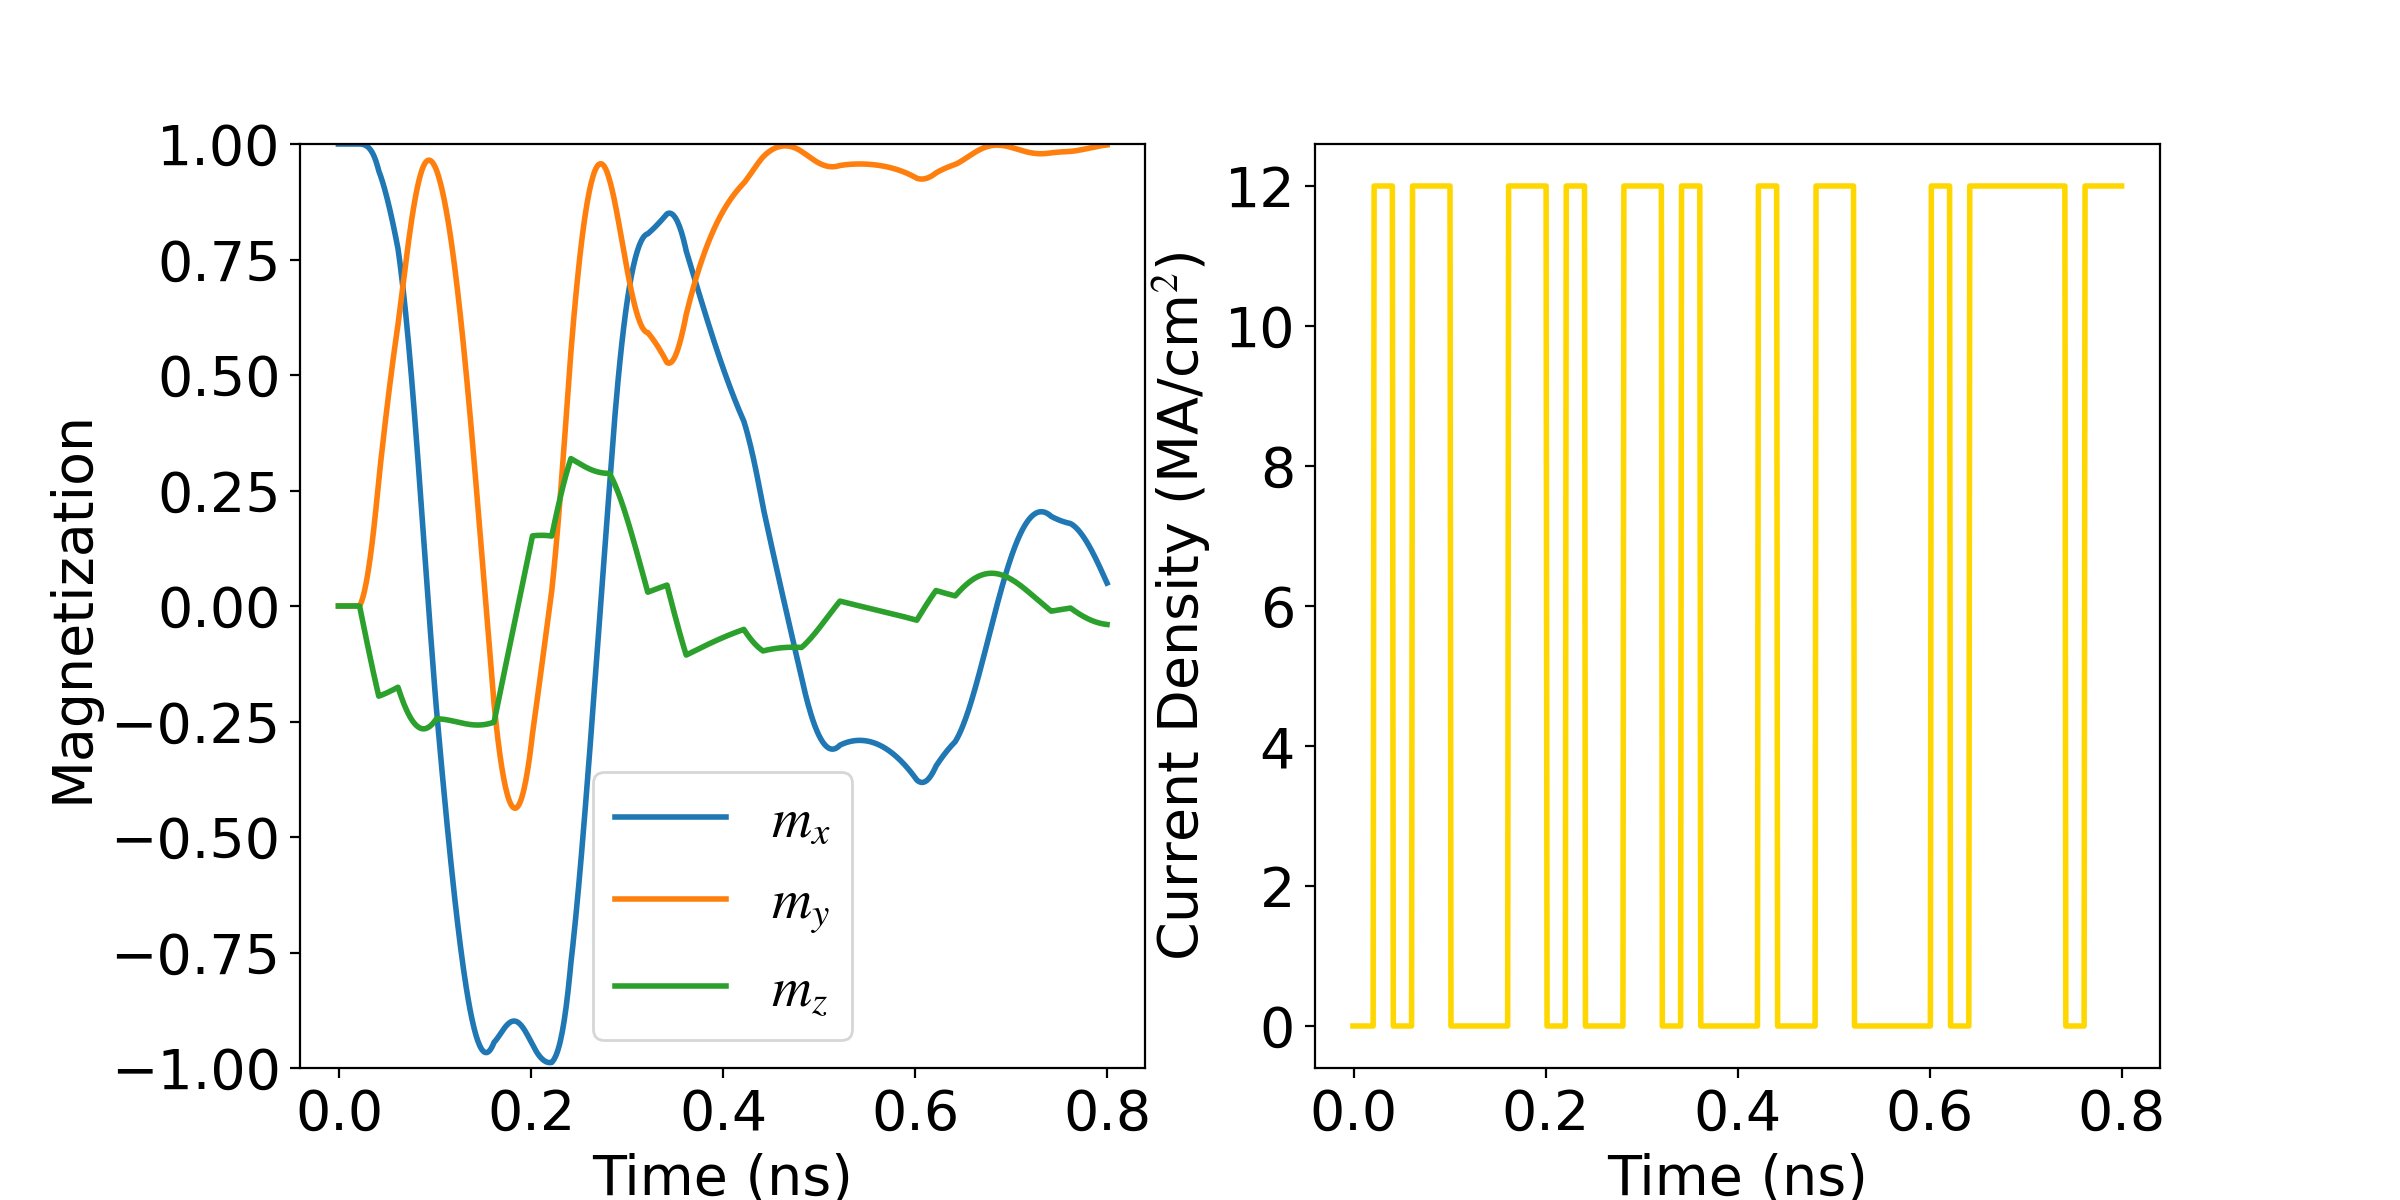 1.00
0.75
0.50
0.25
0.00
−0.25
−0.50
−0.75
−1.00
Magnetization
0.0 0.2 0.4 0.6 0.8
Time (ns)
m_x
m_y
m_z
12
10
8
6
4
2
0
Current Density (MA/cm²)
0.0 0.2 0.4 0.6 0.8
Time (ns)